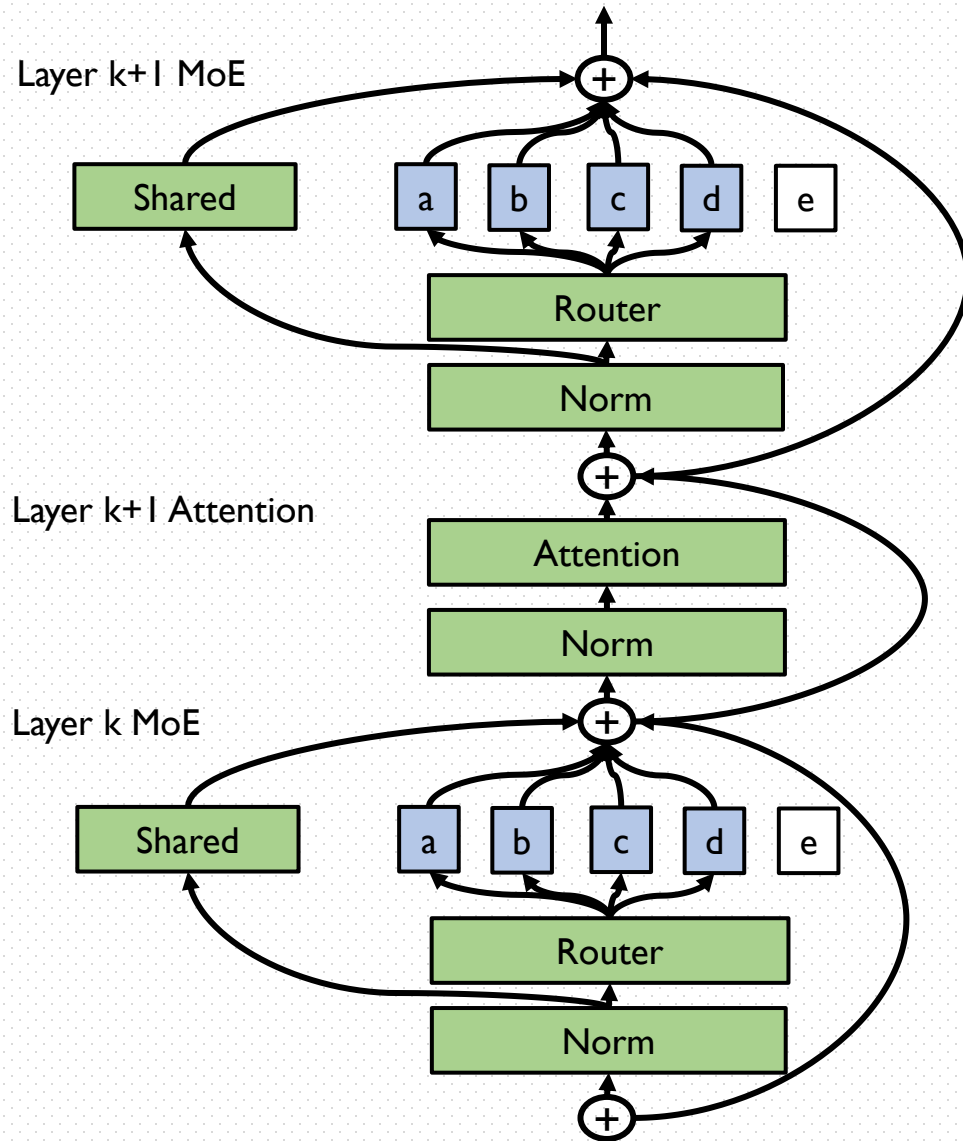 +
Layer k+1 MoE
Shared
a b c d e
Router
Norm
+
Layer k+1 Attention
Attention
Norm
Layer k MoE
+
Shared
a b c d e
Router
Norm
+